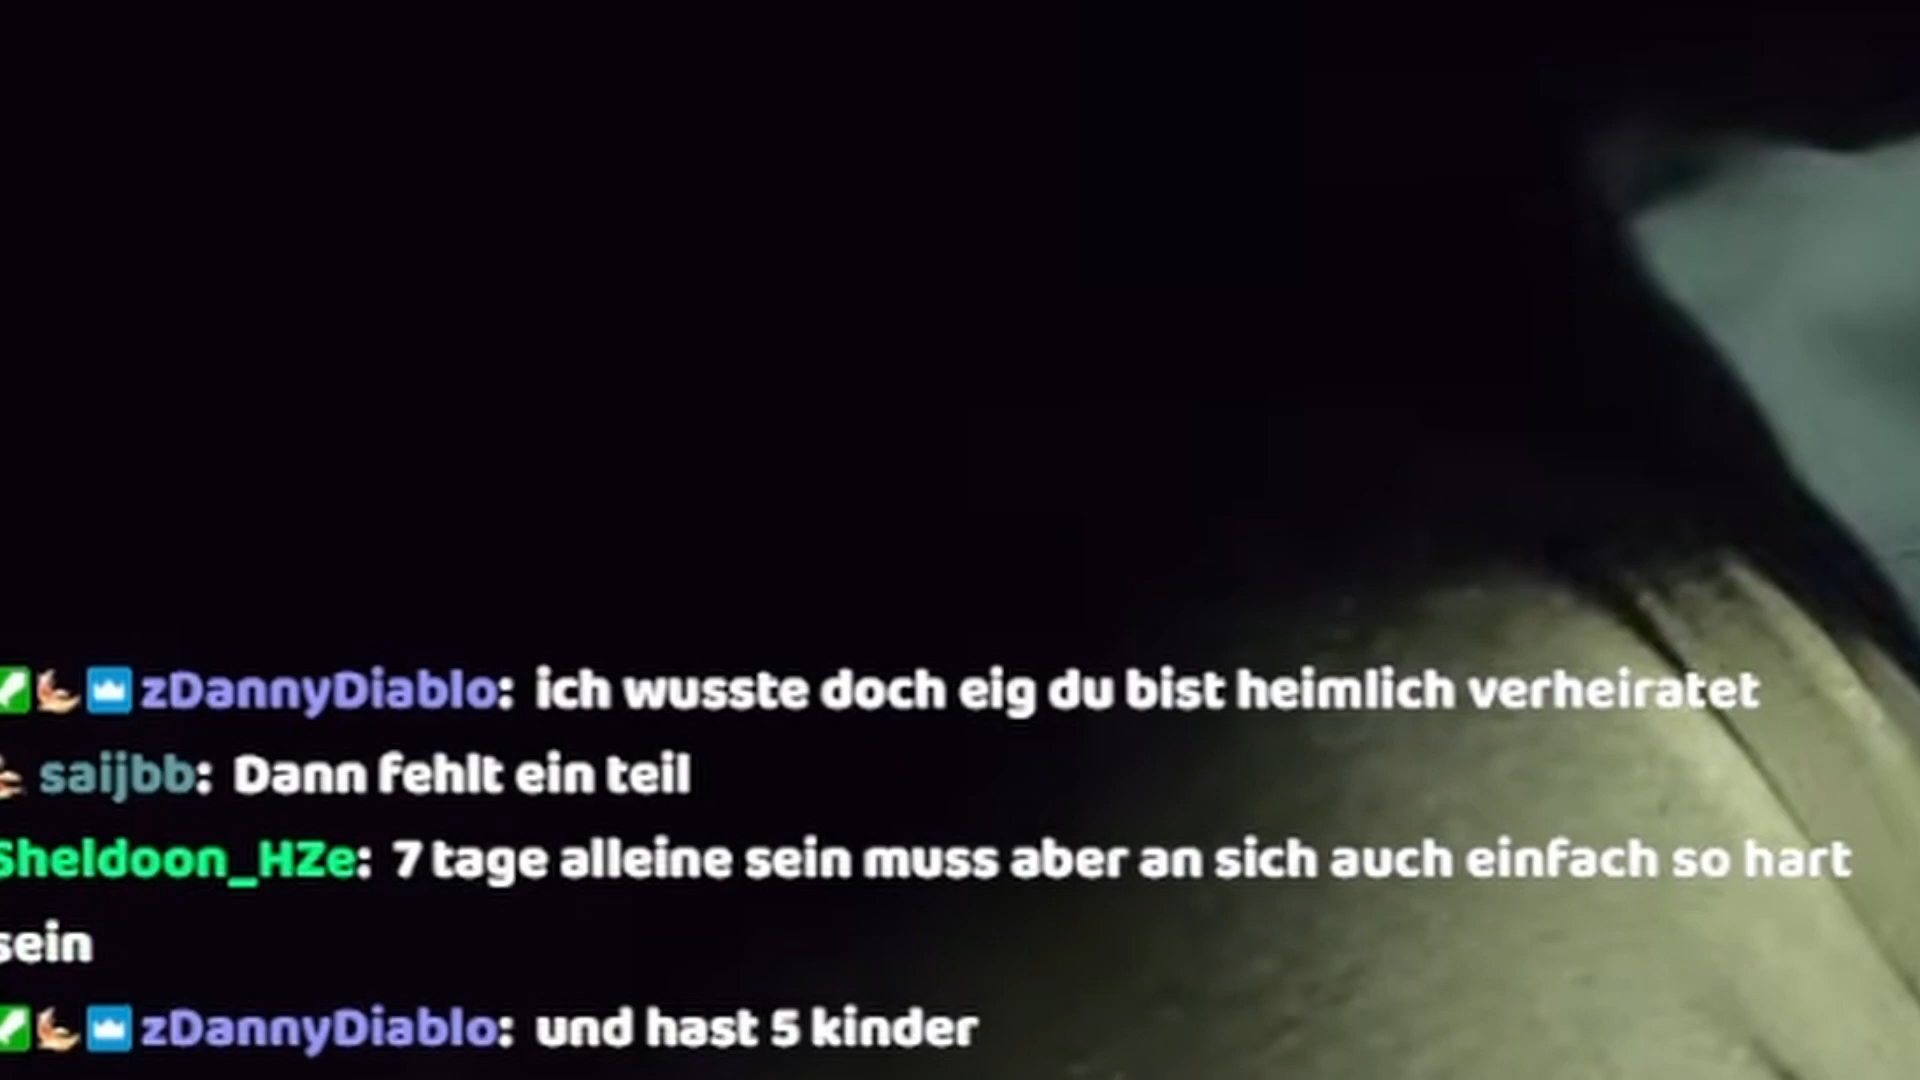 zDannyDiablo: ich wusste doch eig du bist heimlich verheiratet
saijbb: Dann fehlt ein teil
Sheldoon_HZe: 7 tage alleine sein muss aber an sich auch einfach so hart
sein
zDannyDiablo: und hast 5 kinder